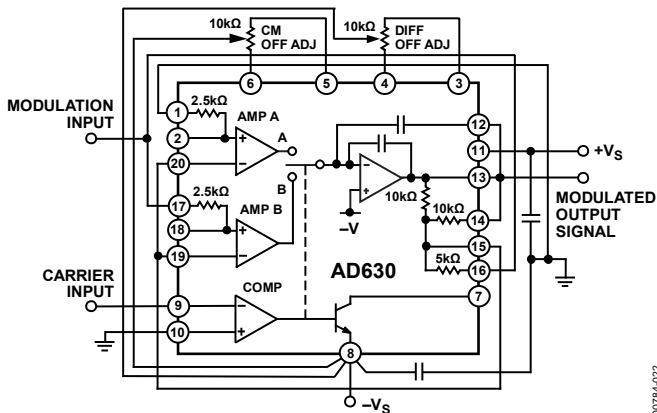 10kΩ
CM
OFF ADJ
10kΩ
DIFF
OFF ADJ
6
5
4
3
MODULATION
INPUT
1
2.5kΩ
AMP A
2
+
A
20
–
12
11
+VS
–
+
13
MODULATED
OUTPUT
SIGNAL
B
17
2.5kΩ
AMP B
18
+
19
–
–V
10kΩ
10kΩ
14
15
5kΩ
16
AD630
CARRIER
INPUT
COMP
9
–
10
+
7
8
–VS
00784-022